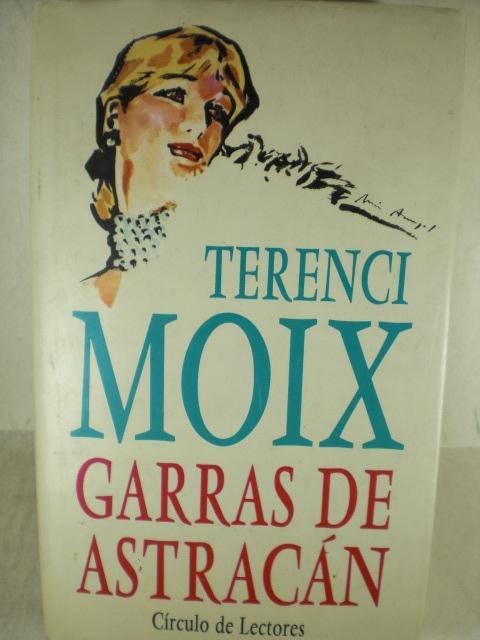 TERENCI
MOIX
GARRAS DE
ASTRACÁN
Círculo de Lectores